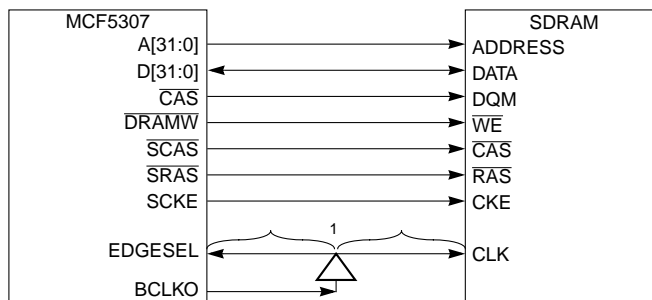 MCF5307 SDRAM
A[31:0] ADDRESS
D[31:0] DATA
CAS DQM
DRAMW WE
SCAS CAS
SRAS RAS
SCKE CKE
1
EDGESEL CLK
BCLKO